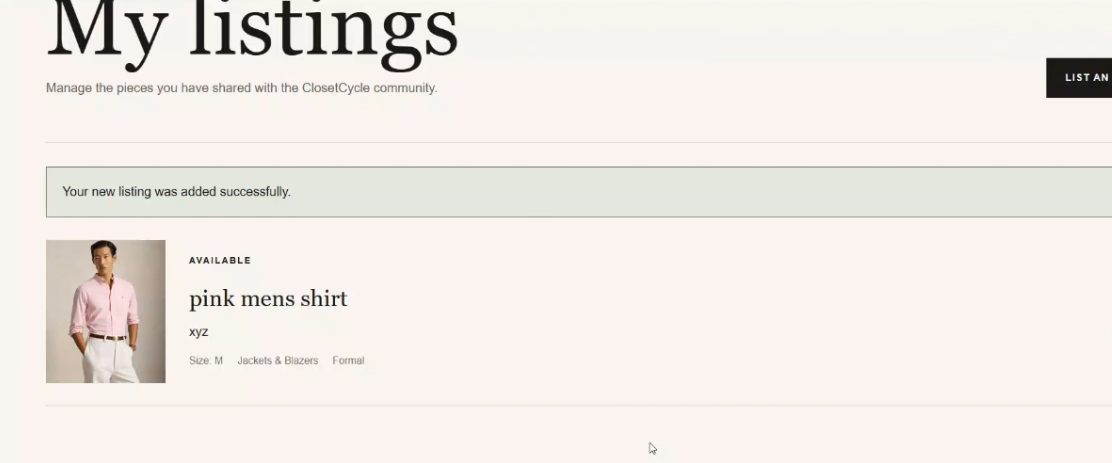 My listings
Manage the pieces you have shared with the ClosetCycle community.
LIST AN
Your new listing was added successfully.
AVAILABLE
pink mens shirt
xyz
Size: M Jackets & Blazers Formal